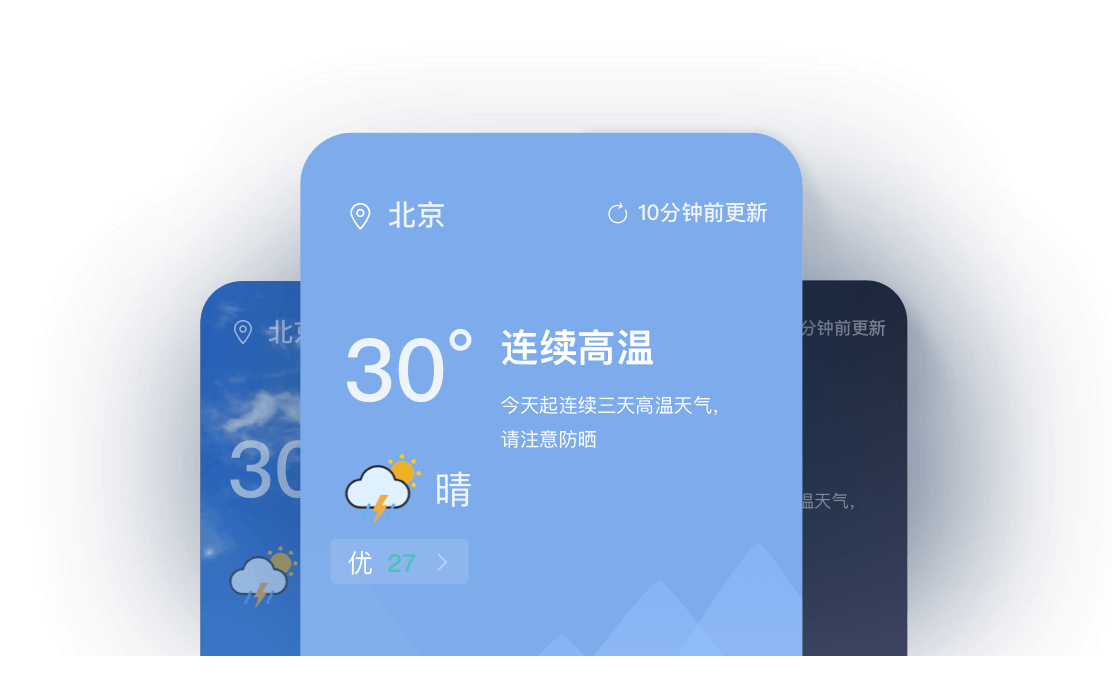 北京
10分钟前更新
30°
连续高温
今天起连续三天高温天气,
请注意防晒
晴
优 27
北
30
分钟前更新
温天气,